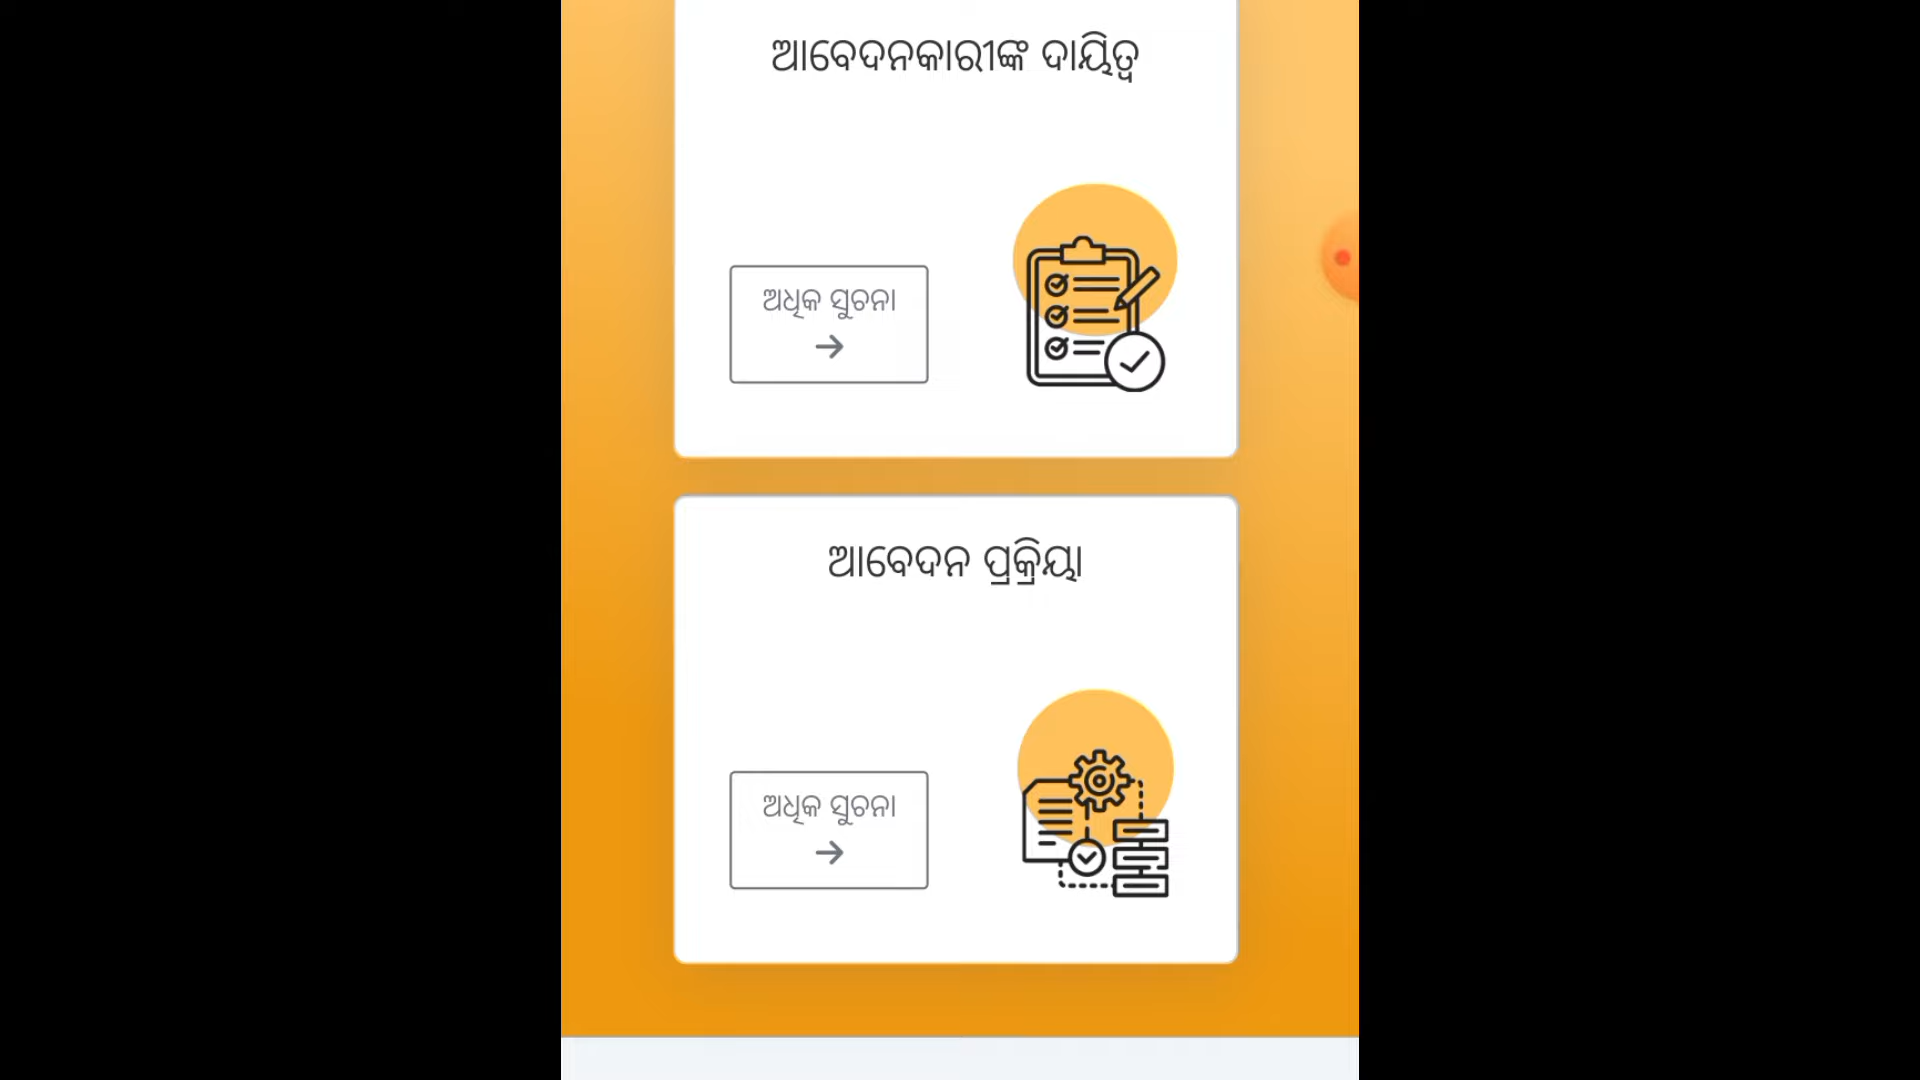 ଆବେଦନକାରୀଙ୍କ ଦାୟିତ୍ୱ
ଅଧିକ ସୁଚନା
→
ଆବେଦନ ପ୍ରକ୍ରିୟା
ଅଧିକ ସୁଚନା
→